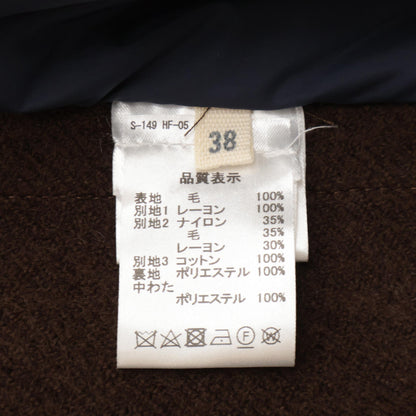 S-149 HF-05
38
品質表示
表地 毛 100%
別地1 レーヨン 100%
別地2 ナイロン 35%
毛 35%
レーヨン 30%
別地3 コットン 100%
裏地 ポリエステル 100%
中わた
ポリエステル 100%